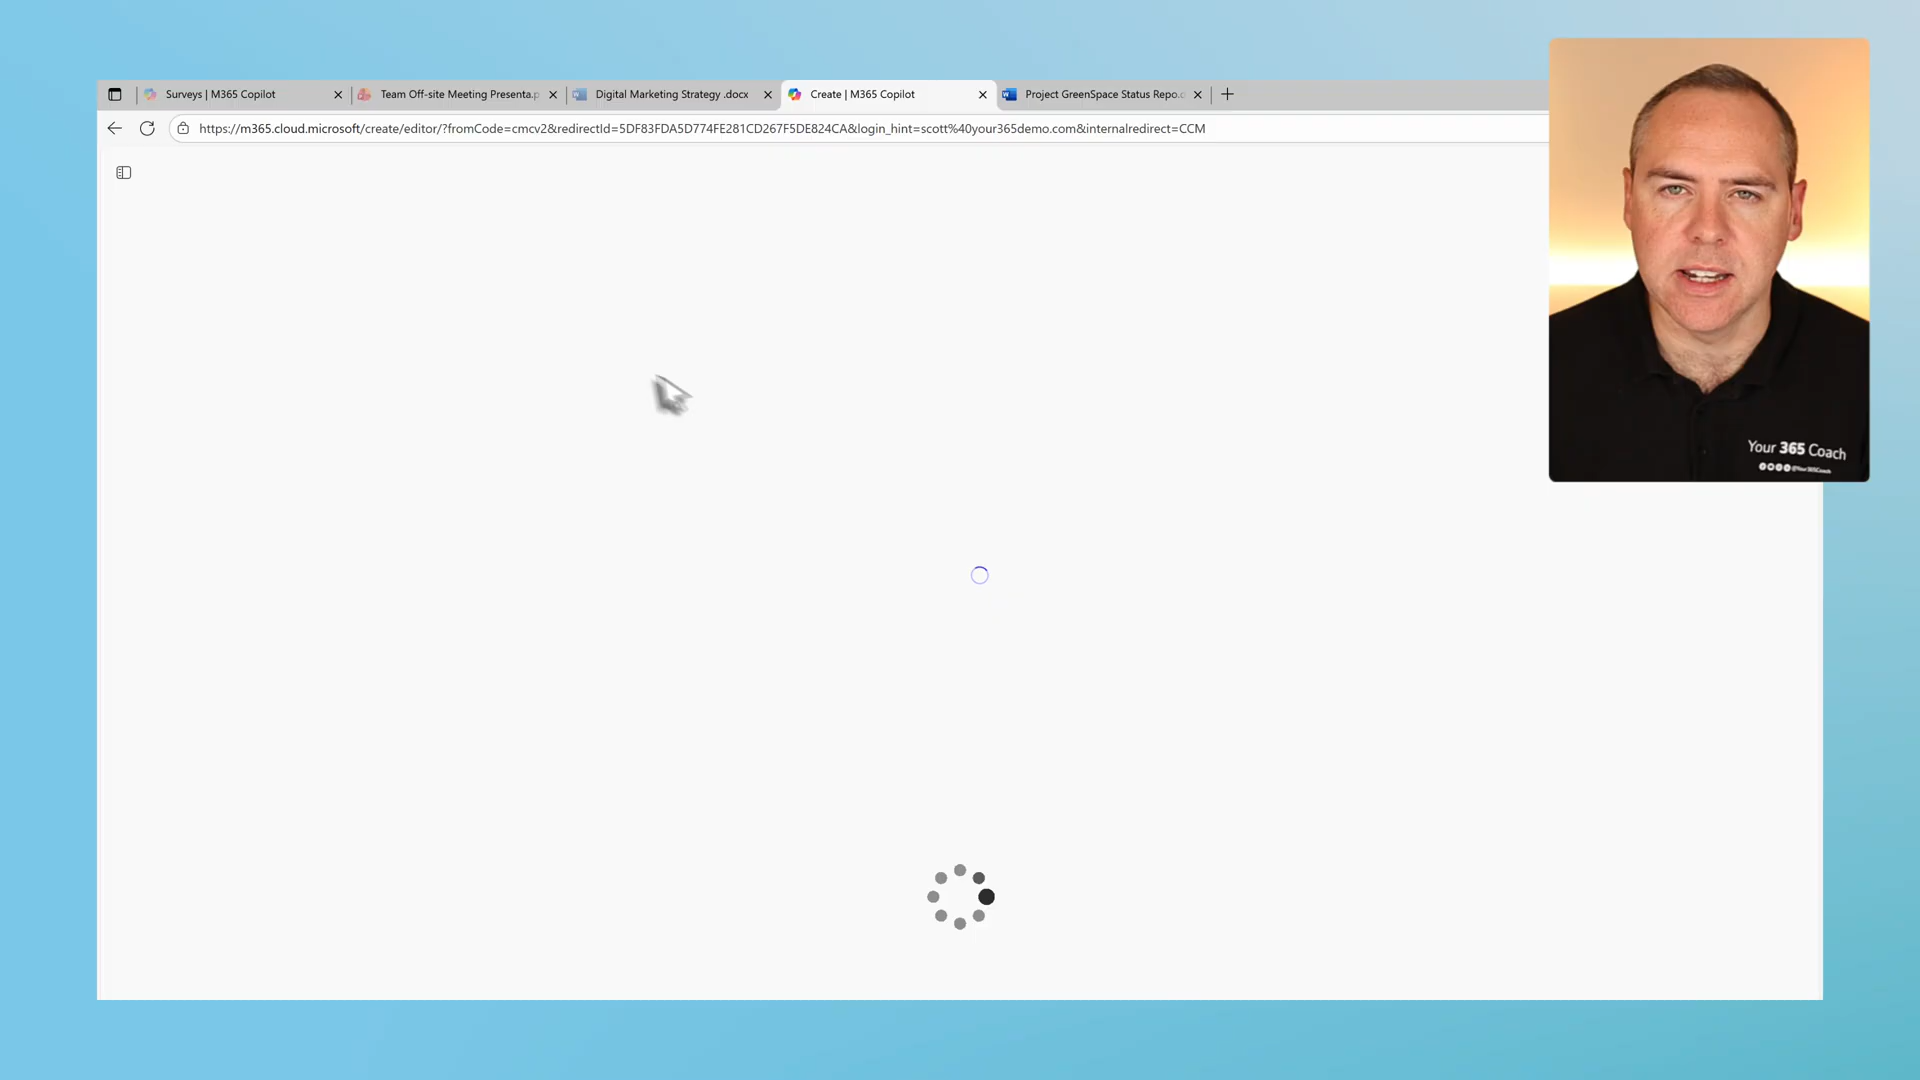 Surveys | M365 Copilot
Team Off-site Meeting Presenta.p
Digital Marketing Strategy .docx
Create | M365 Copilot
Project GreenSpace Status Repo.d
https://m365.cloud.microsoft/create/editor/?fromCode=cmcv2&redirectId=5DF83FDA5D774FE281CD267F5DE824CA&login_hint=scott%40your365demo.com&internalredirect=CCM
Your 365 Coach
@Your365Coach